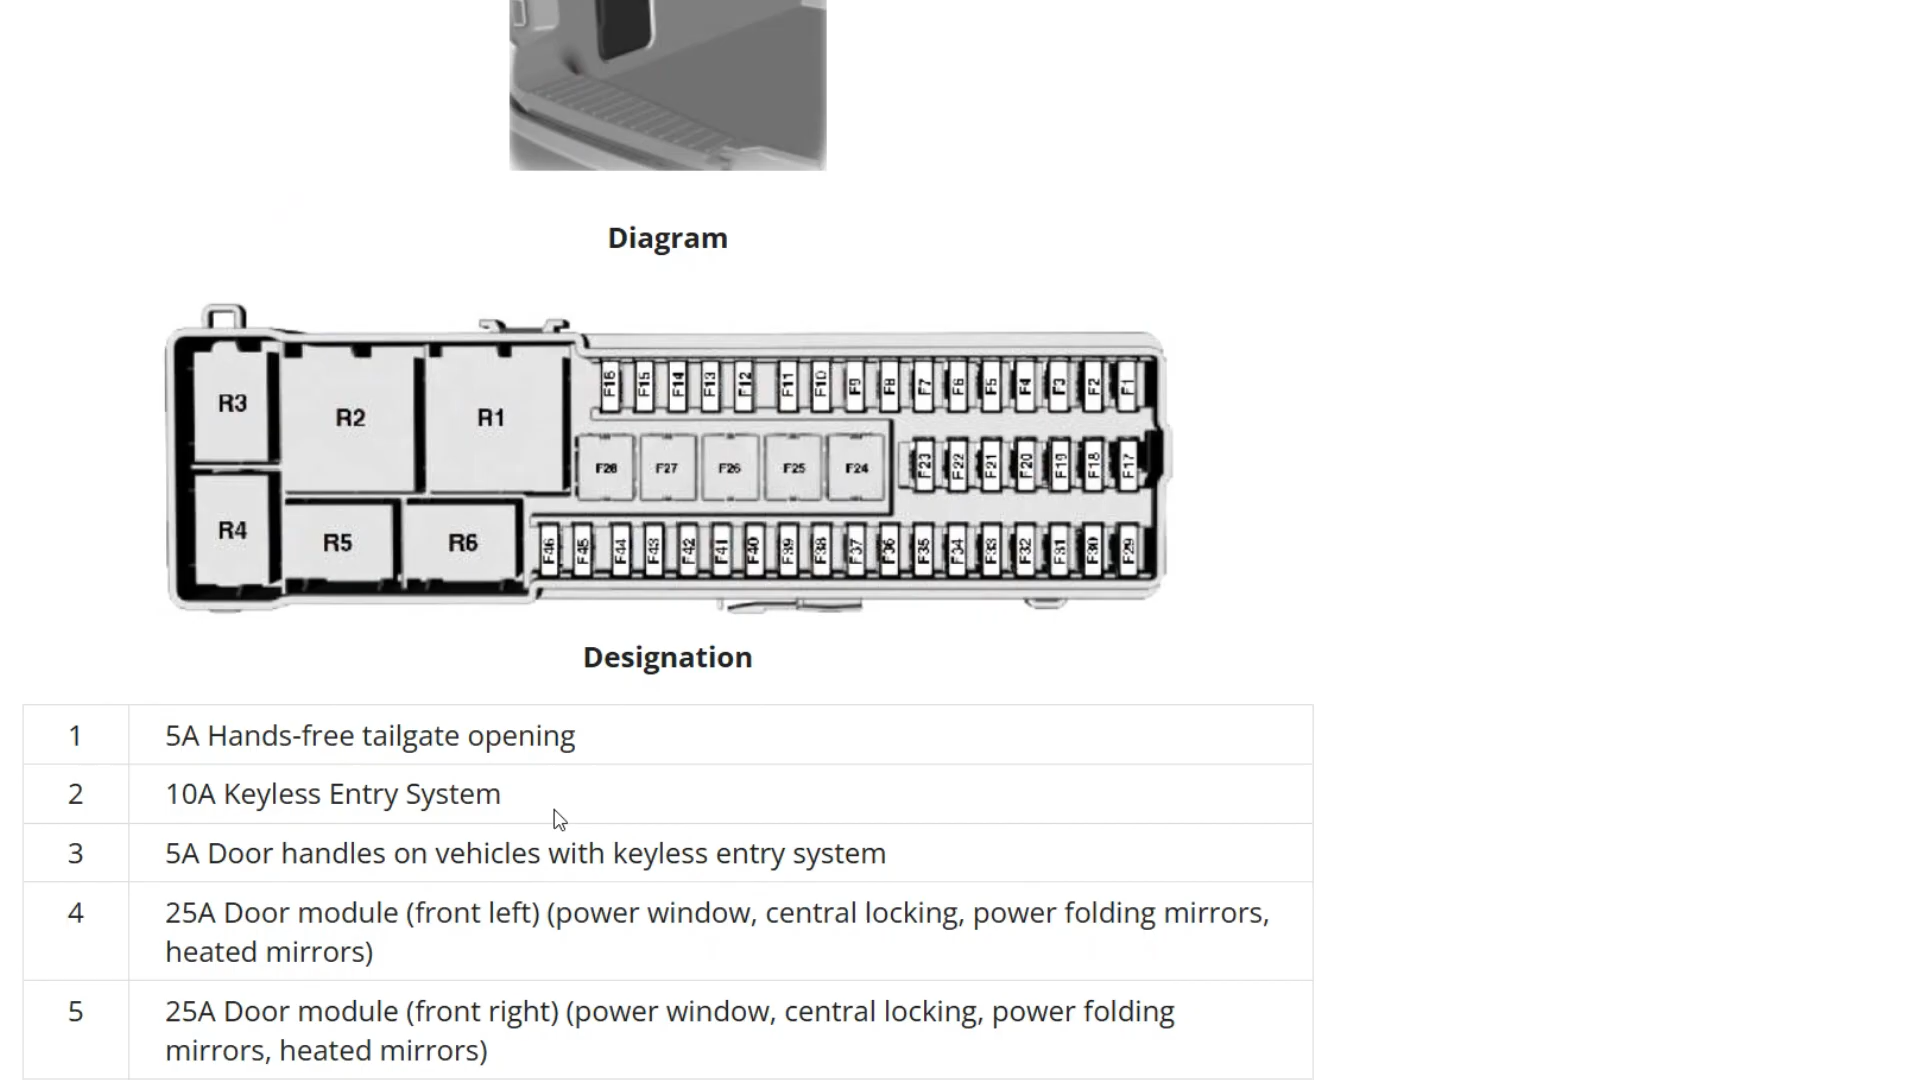 Diagram
R3
R2
R1
F16 F15 F14 F13 F12 F11 F10 F9 F8 F7 F6 F5 F4 F3 F2 F1
F28 F27 F26 F25 F24
F23 F22 F21 F20 F19 F18 F17
R4
R5
R6
F46 F45 F44 F43 F42 F41 F40 F39 F38 F37 F36 F35 F34 F33 F32 F31 F30 F29
Designation
1 5A Hands-free tailgate opening
2 10A Keyless Entry System
3 5A Door handles on vehicles with keyless entry system
4 25A Door module (front left) (power window, central locking, power folding mirrors,
heated mirrors)
5 25A Door module (front right) (power window, central locking, power folding
mirrors, heated mirrors)